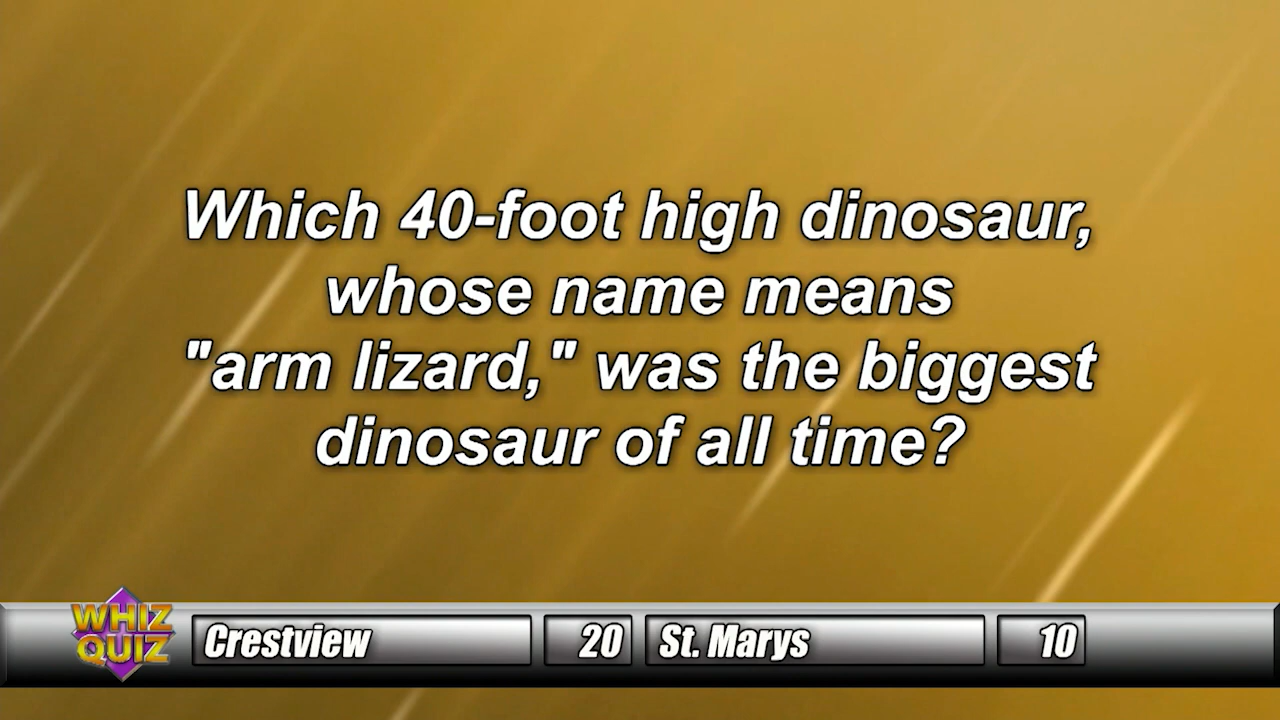 Which 40-foot high dinosaur,
whose name means
"arm lizard," was the biggest
dinosaur of all time?
WHIZ
QUIZ
Crestview 20 St. Marys 10